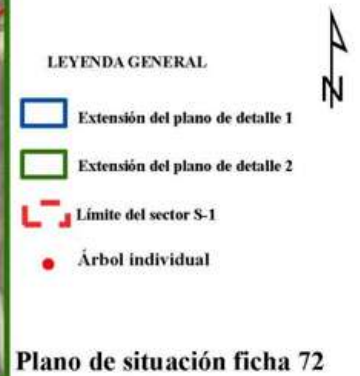 LEYENDA GENERAL
N
Extensión del plano de detalle 1
Extensión del plano de detalle 2
Límite del sector S-1
Árbol individual
Plano de situación ficha 72